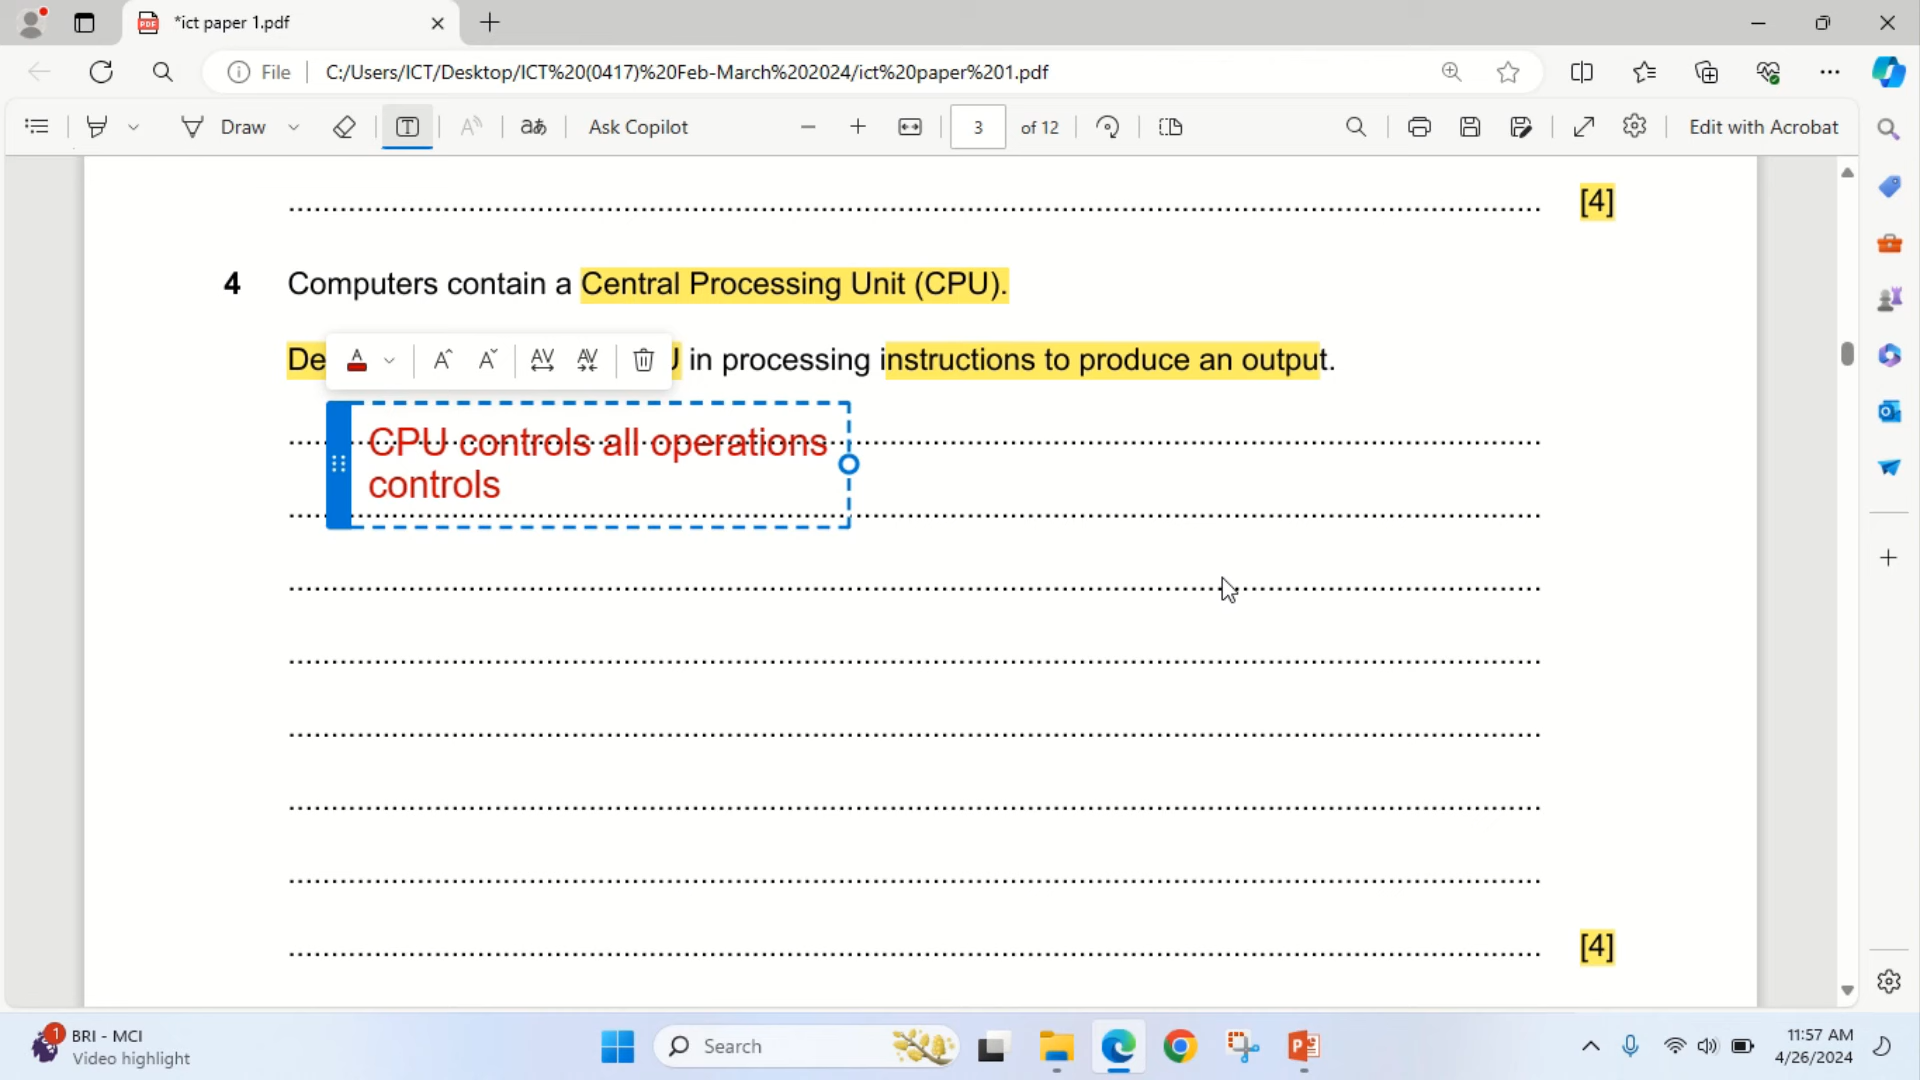 *ict paper 1.pdf
File
C:/Users/ICT/Desktop/ICT%20(0417)%20Feb-March%202024/ict%20paper%201.pdf
Draw
Ask Copilot
3 of 12
Edit with Acrobat
[4]
4 Computers contain a Central Processing Unit (CPU).
De in processing instructions to produce an output.
CPU controls all operations
controls
[4]
1
BRI - MCI
Video highlight
Search
11:57 AM
4/26/2024